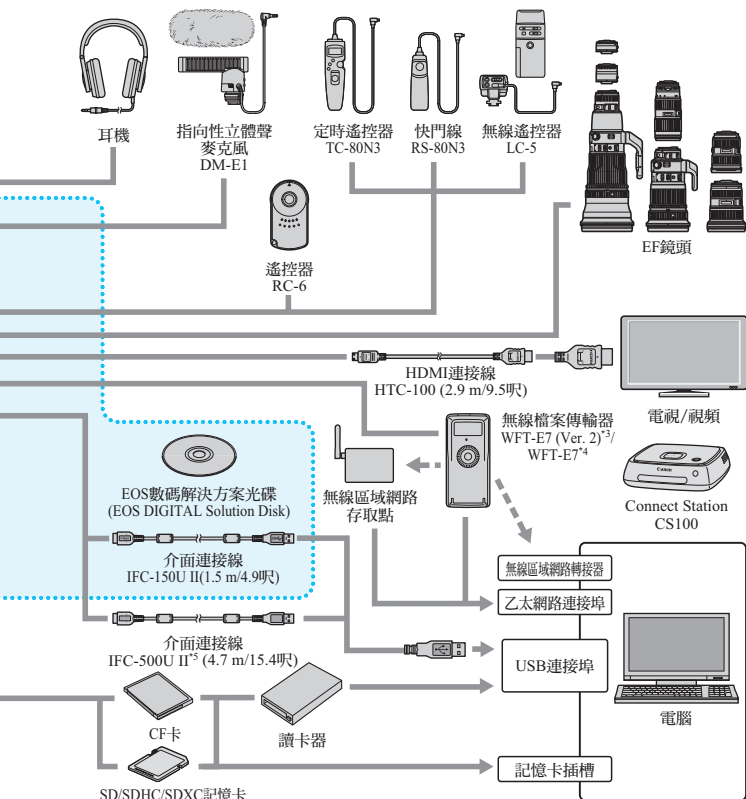 耳機
指向性立體聲
麥克風
DM-E1
定時遙控器
TC-80N3
快門線
RS-80N3
無線遙控器
LC-5
遙控器
RC-6
EF鏡頭
HDMI連接線
HTC-100 (2.9 m/9.5呎)
電視/視頻
無線檔案傳輸器
WFT-E7 (Ver. 2)*3/
WFT-E7*4
無線區域網路
存取點
Canon
Connect Station
CS100
EOS數碼解決方案光碟
(EOS DIGITAL Solution Disk)
介面連接線
IFC-150U II(1.5 m/4.9呎)
無線區域網路轉接器
乙太網路連接埠
介面連接線
IFC-500U II*5 (4.7 m/15.4呎)
USB連接埠
電腦
CF卡
讀卡器
記憶卡插槽
SD/SDHC/SDXC記憶卡